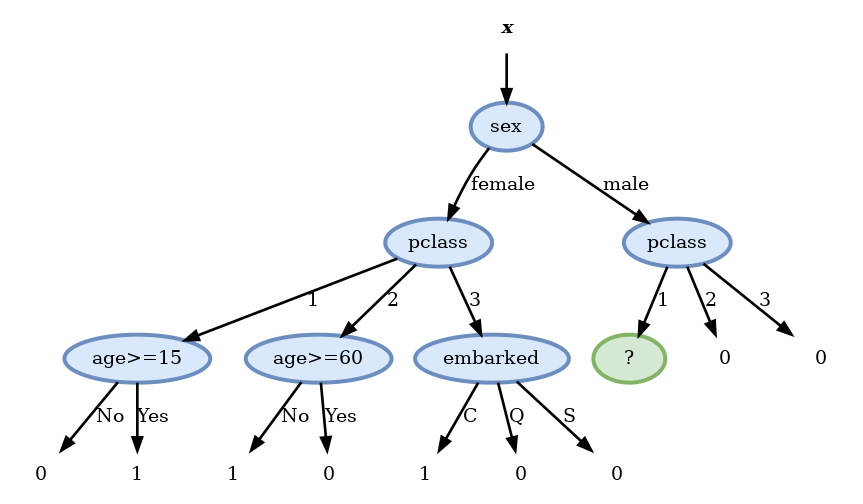 x
sex
female male
pclass pclass
1 2 3 1 2 3
age>=15 age>=60 embarked ? 0 0
No Yes No Yes C Q S
0 1 1 0 1 0 0